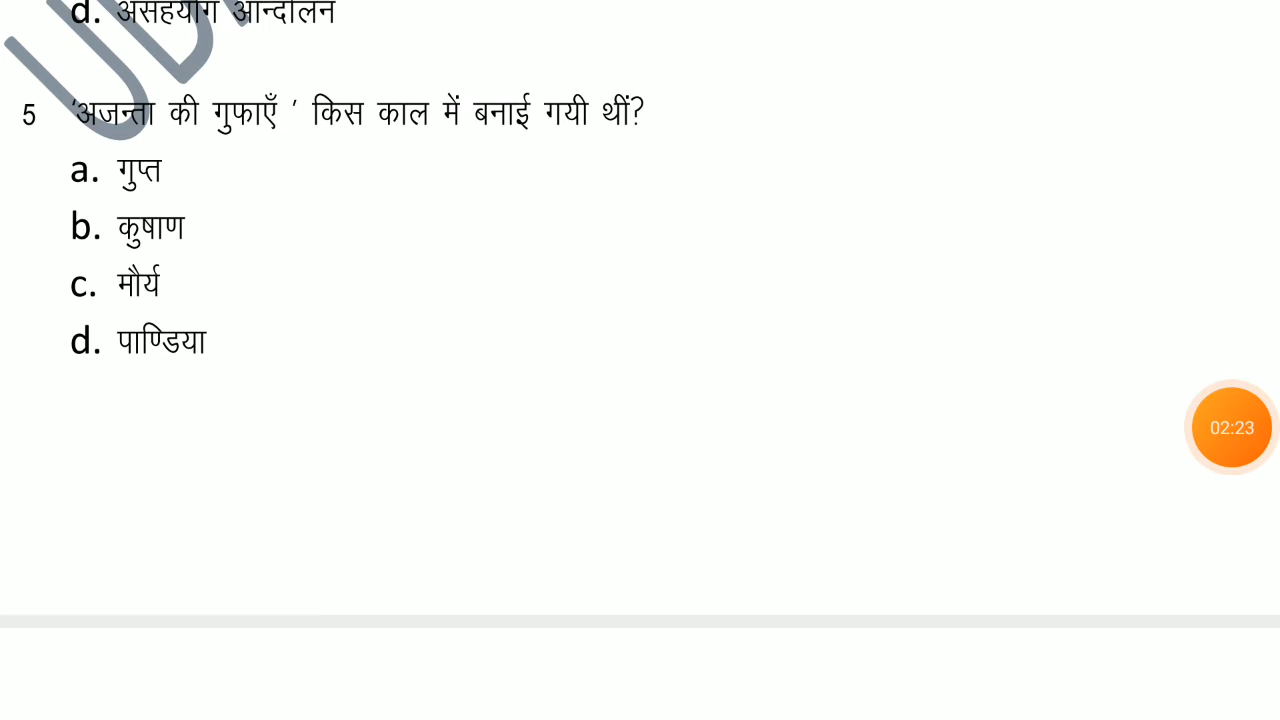 d. असहयोग आन्दोलन
5 'अजन्ता की गुफाएँ ' किस काल में बनाई गयी थीं?
a. गुप्त
b. कुषाण
c. मौर्य
d. पाण्डिया
02:23